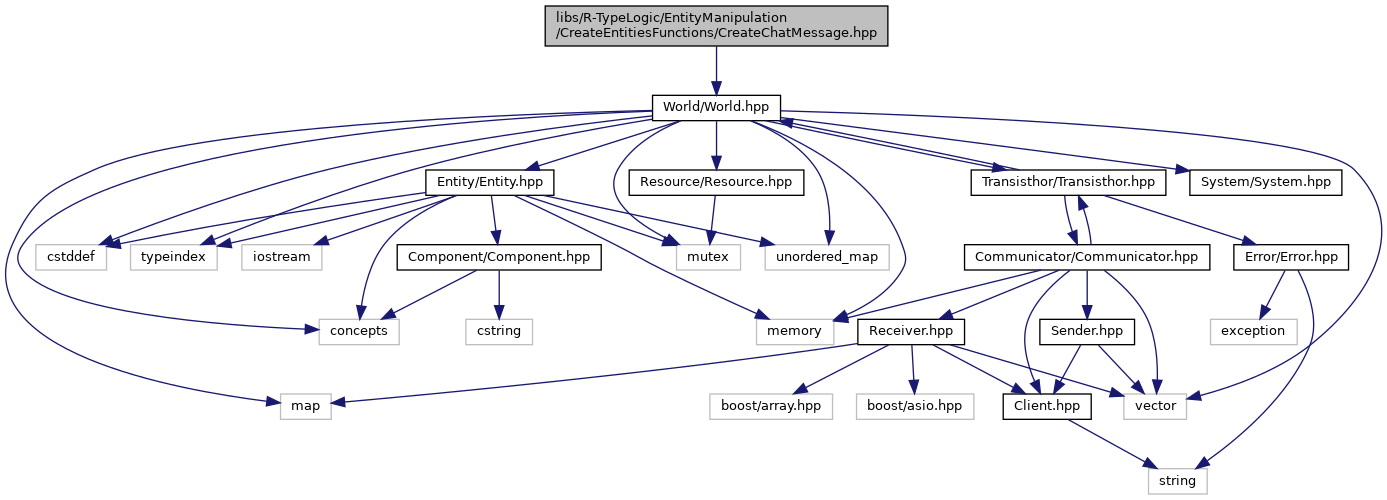 libs/R-TypeLogic/EntityManipulation
/CreateEntitiesFunctions/CreateChatMessage.hpp
World/World.hpp
Entity/Entity.hpp
Resource/Resource.hpp
Transisthor/Transisthor.hpp
System/System.hpp
cstddef
typeindex
iostream
Component/Component.hpp
mutex
unordered_map
Communicator/Communicator.hpp
Error/Error.hpp
concepts
cstring
memory
Receiver.hpp
Sender.hpp
exception
map
boost/array.hpp
boost/asio.hpp
Client.hpp
vector
string